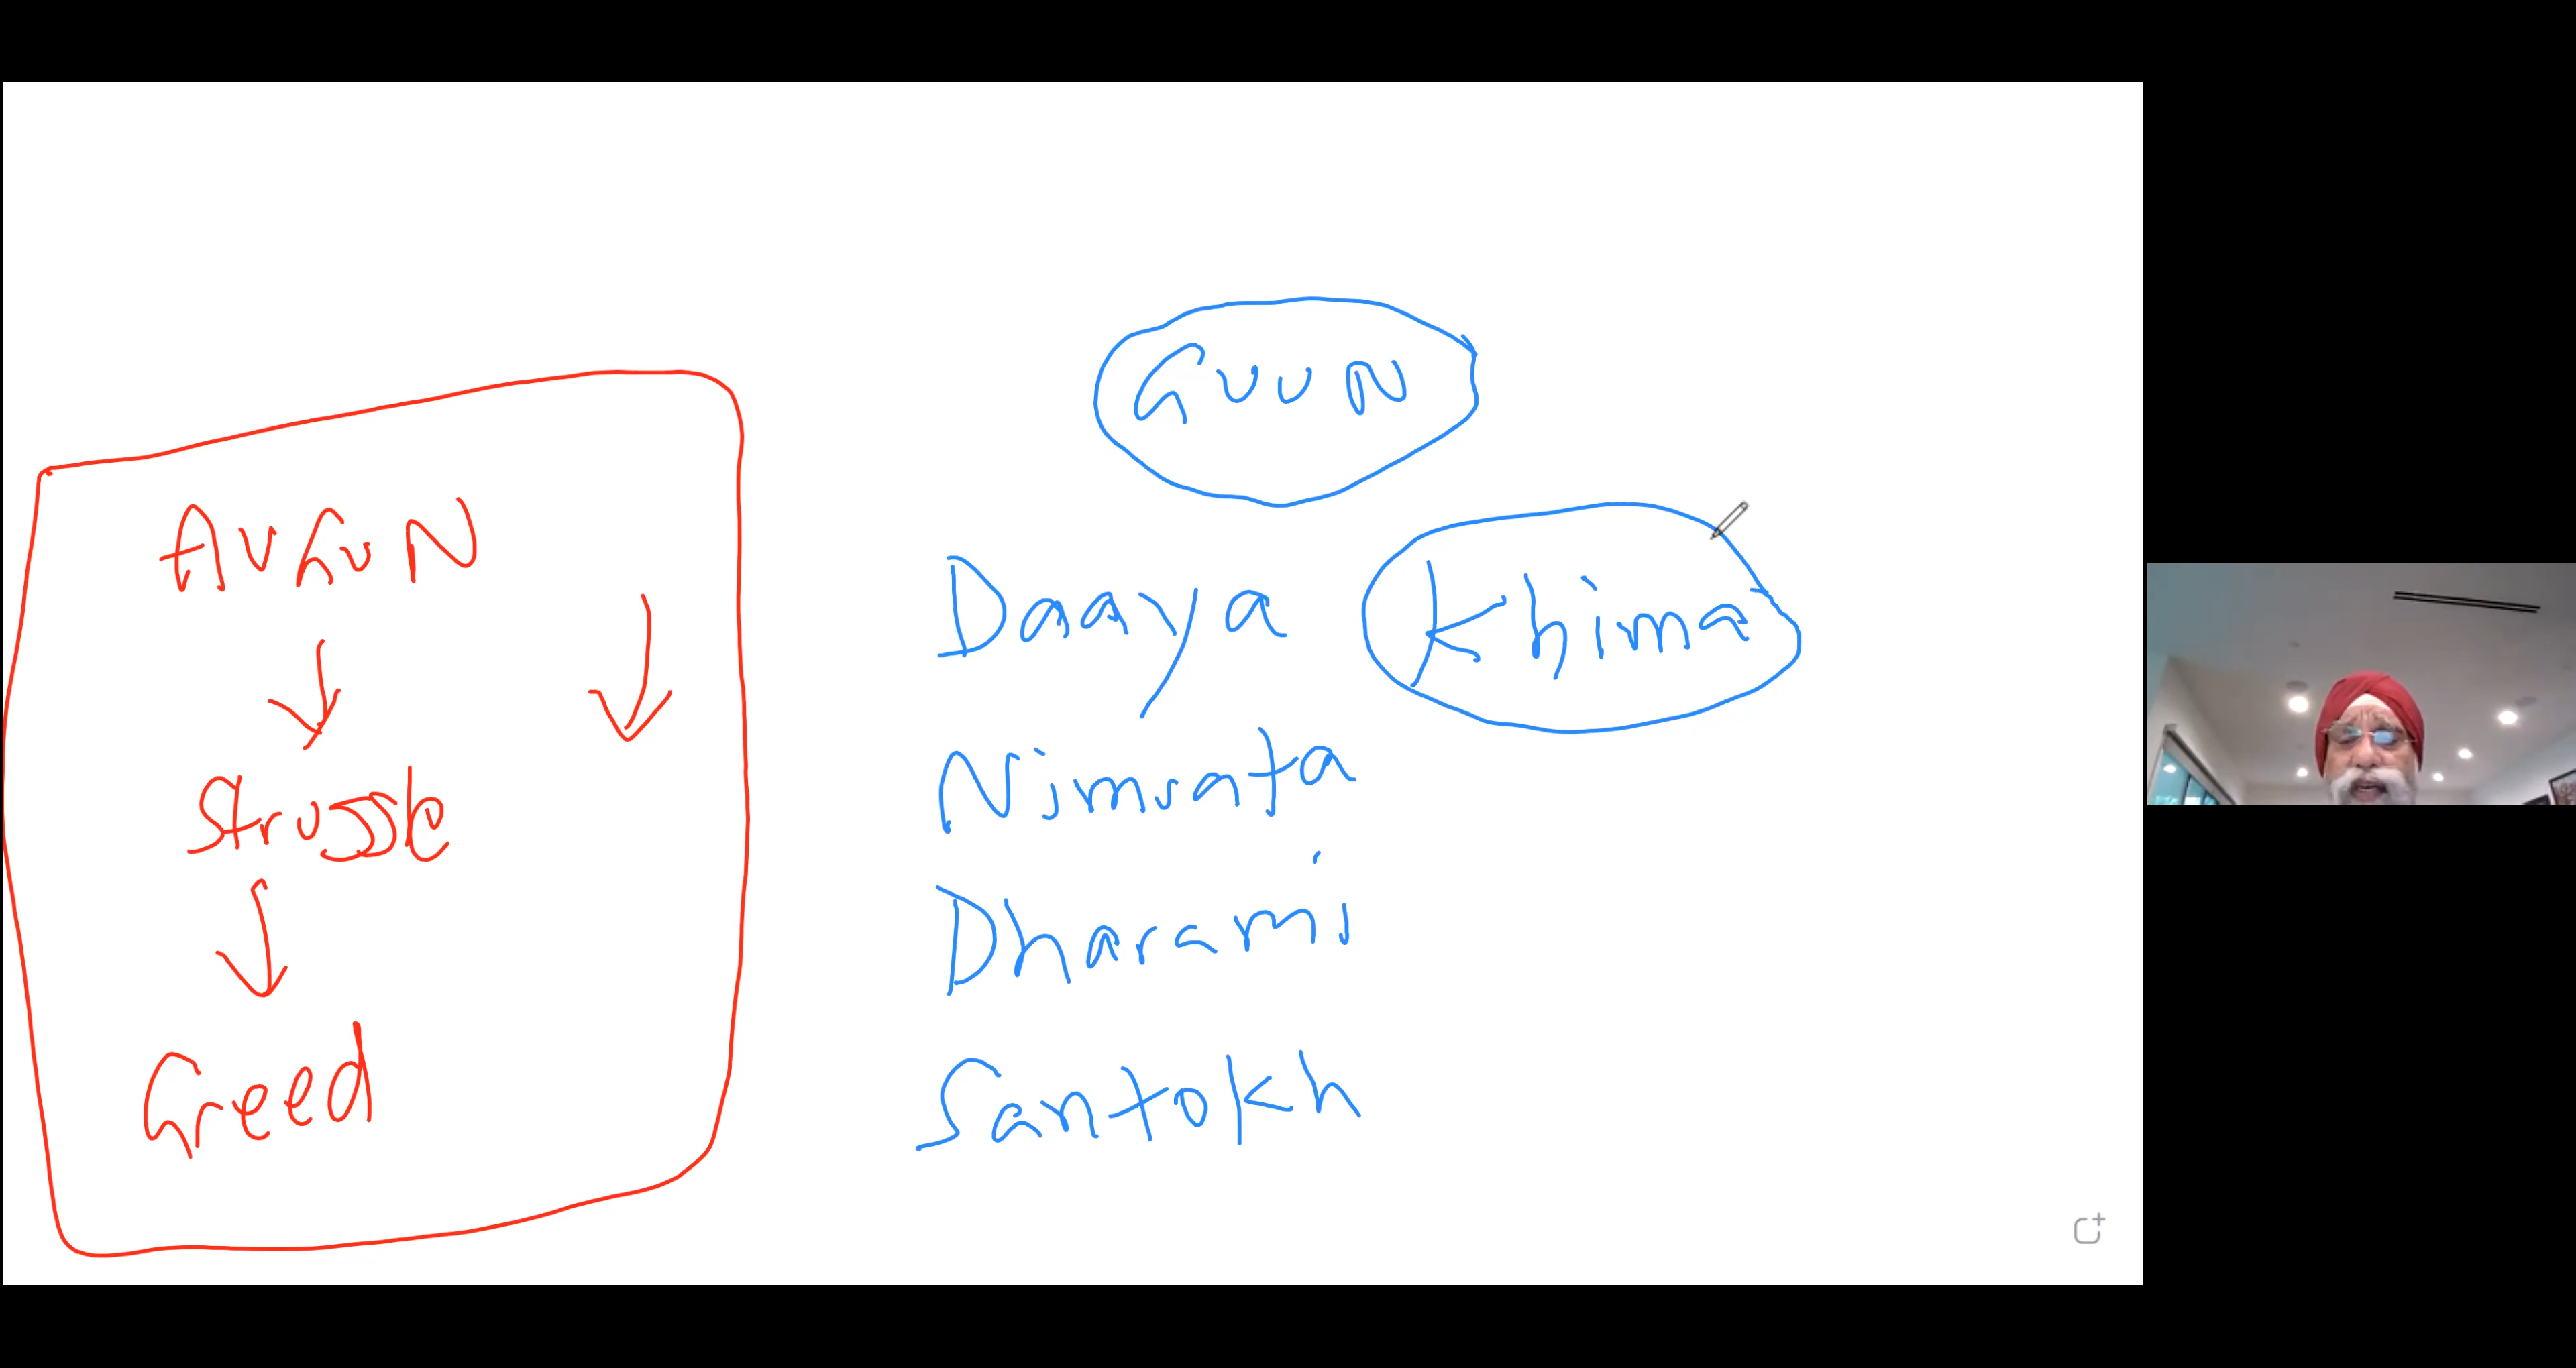 GUUN
AVGUN
Daaya Khima
Nimrata
Struggle
Dharami
Santokh
Greed